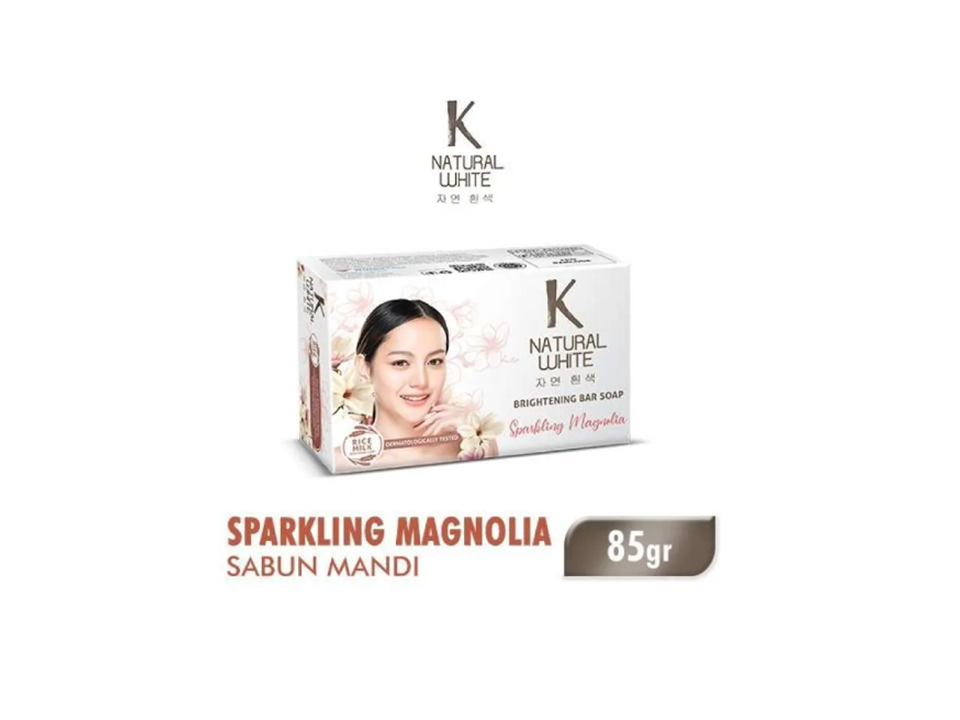 K
NATURAL
WHITE
자연 흰색
K
NATURAL
WHITE
자연 흰색
BRIGHTENING BAR SOAP
Sparkling Magnolia
RICE
MILK
DERMATOLOGICALLY TESTED
SPARKLING MAGNOLIA
SABUN MANDI
85gr